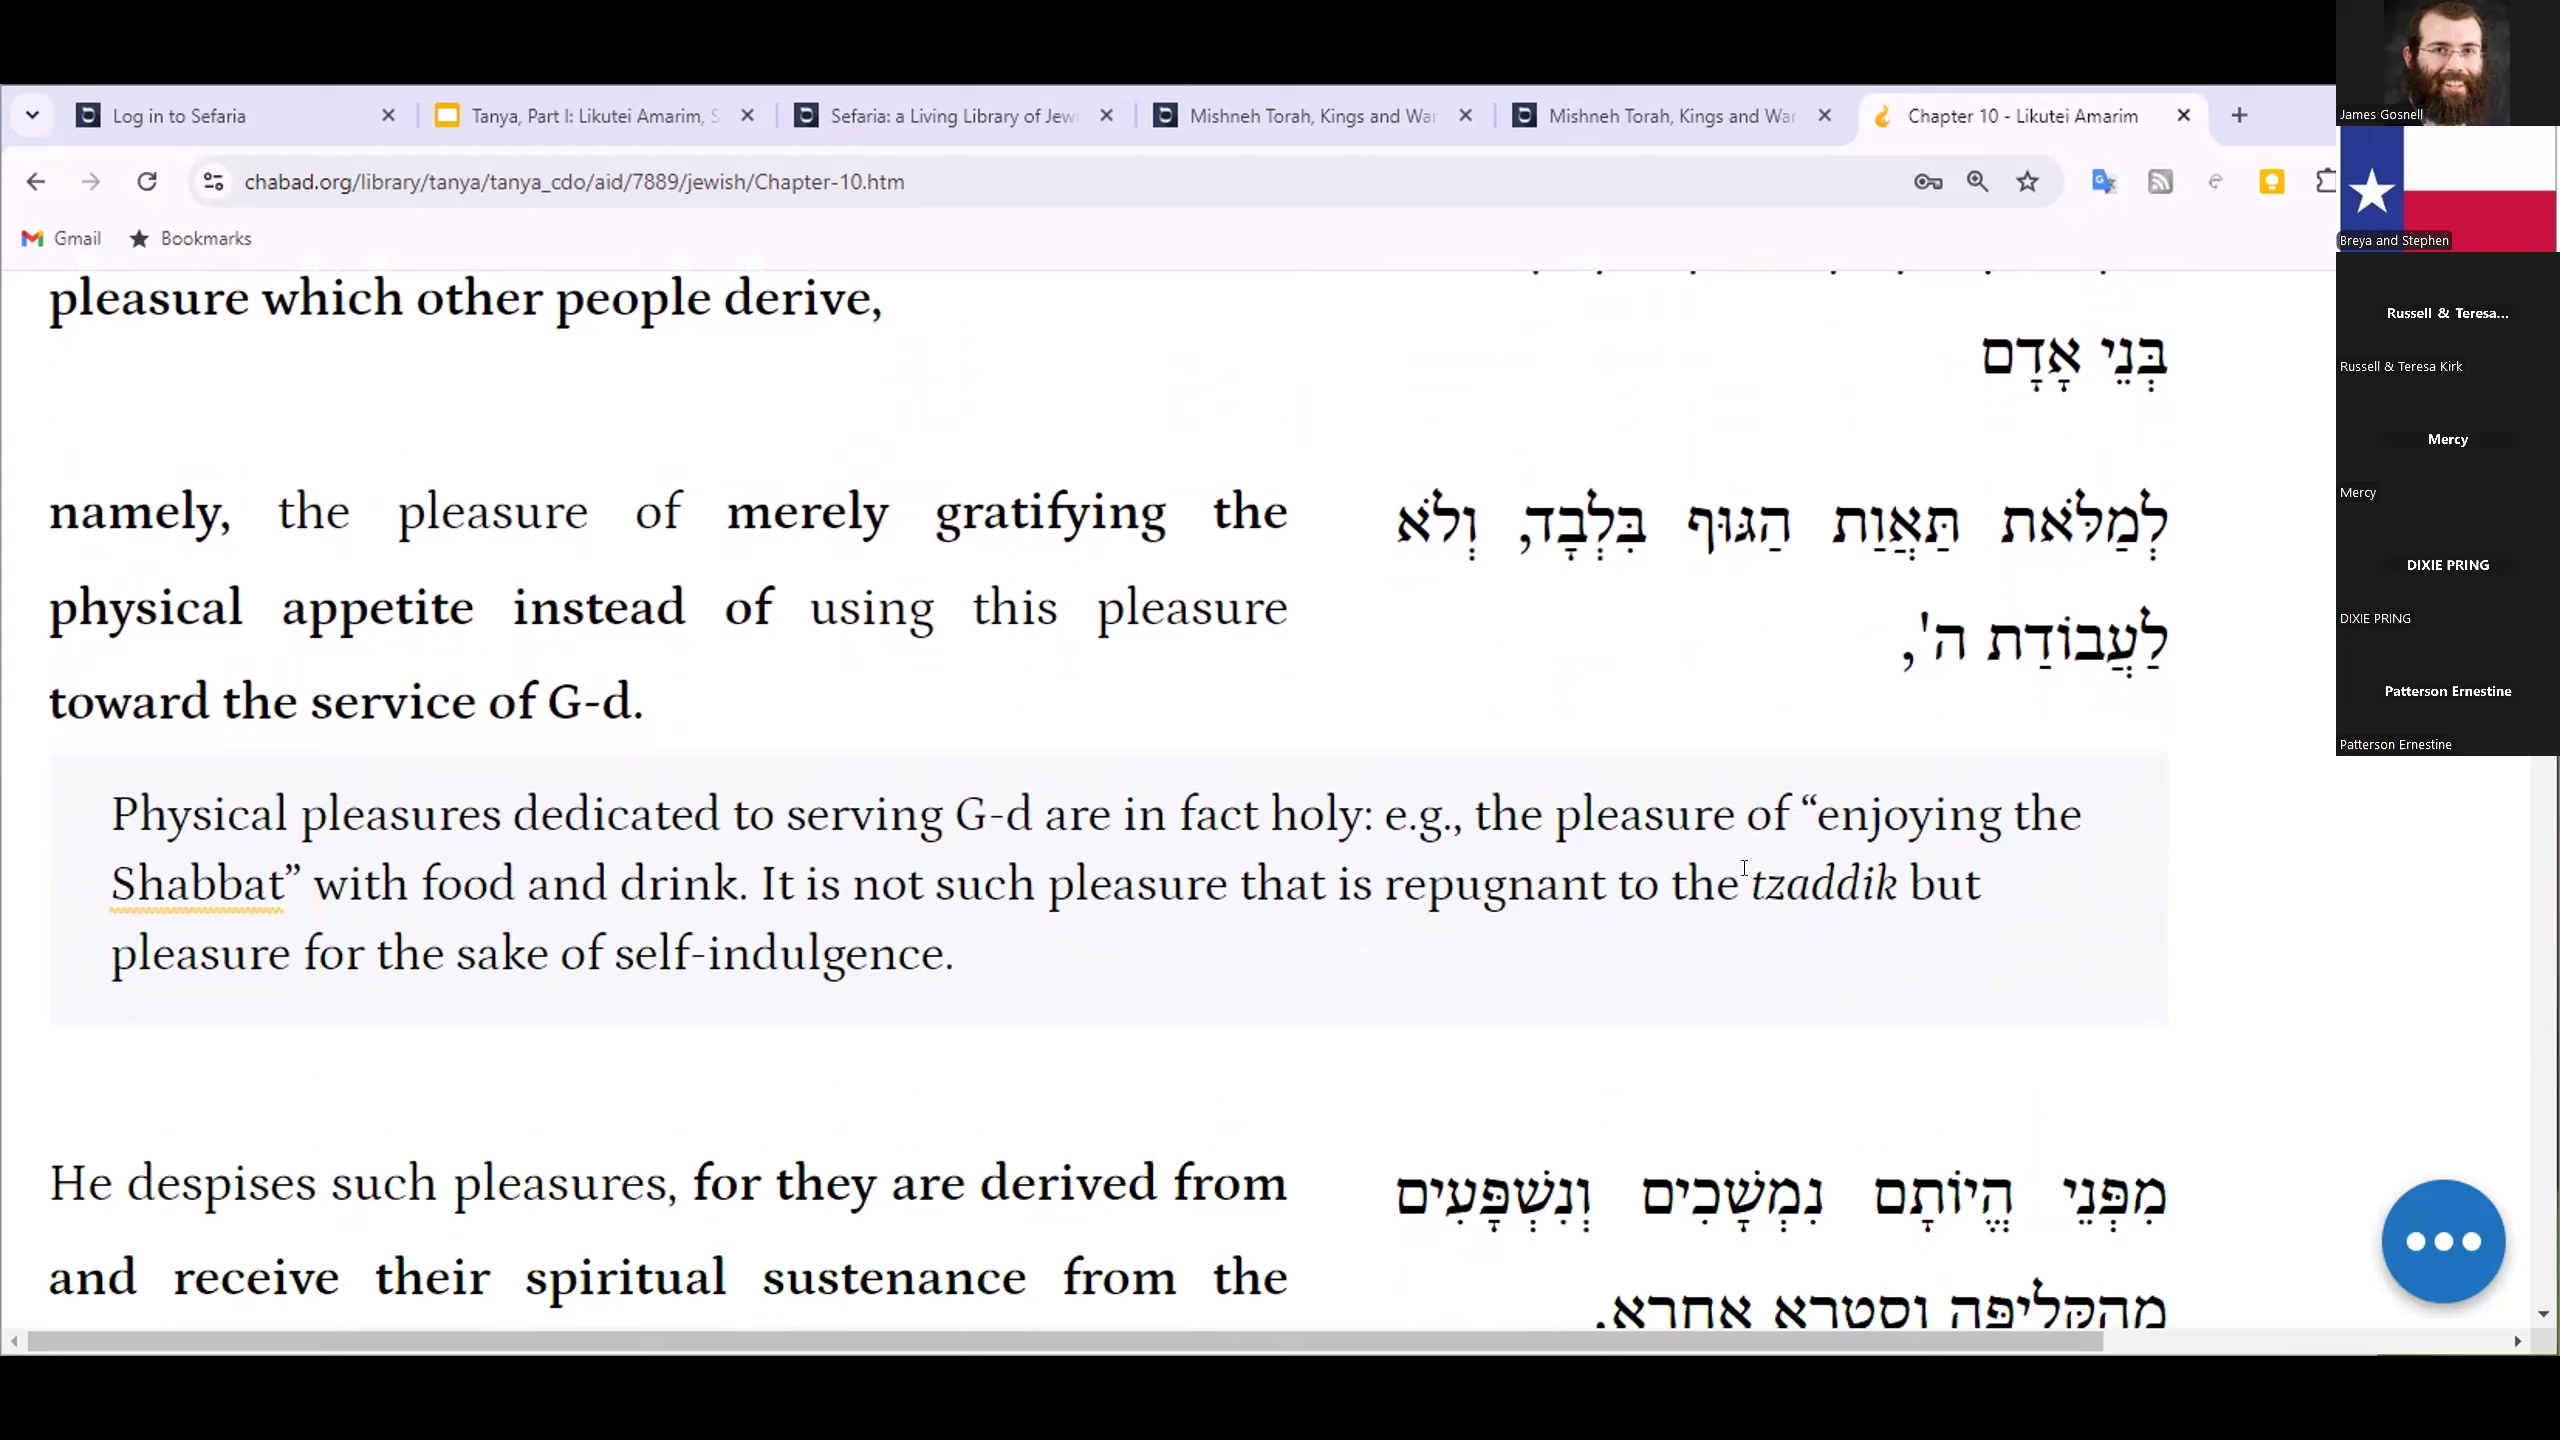 Log in to Sefaria
Tanya, Part I: Likutei Amarim, S
Sefaria: a Living Library of Jewi
Mishneh Torah, Kings and War
Mishneh Torah, Kings and War
Chapter 10 - Likutei Amarim
chabad.org/library/tanya/tanya_cdo/aid/7889/jewish/Chapter-10.htm
Gmail
Bookmarks
pleasure which other people derive,
בְּנֵי אָדָם
namely, the pleasure of merely gratifying the
physical appetite instead of using this pleasure
toward the service of G-d.
לְמַלֹּאת תַּאֲוַת הַגּוּף בִּלְבָד, וְלֹא
לַעֲבוֹדַת ה',
Physical pleasures dedicated to serving G-d are in fact holy: e.g., the pleasure of “enjoying the
Shabbat” with food and drink. It is not such pleasure that is repugnant to the tzaddik but
pleasure for the sake of self-indulgence.
He despises such pleasures, for they are derived from
and receive their spiritual sustenance from the
מִפְּנֵי הֱיוֹתָם נִמְשָׁכִים וְנִשְׁפָּעִים
מהקליפה וסטרא אחרא.
James Gosnell
Breya and Stephen
Russell & Teresa...
Russell & Teresa Kirk
Mercy
Mercy
DIXIE PRING
DIXIE PRING
Patterson Ernestine
Patterson Ernestine